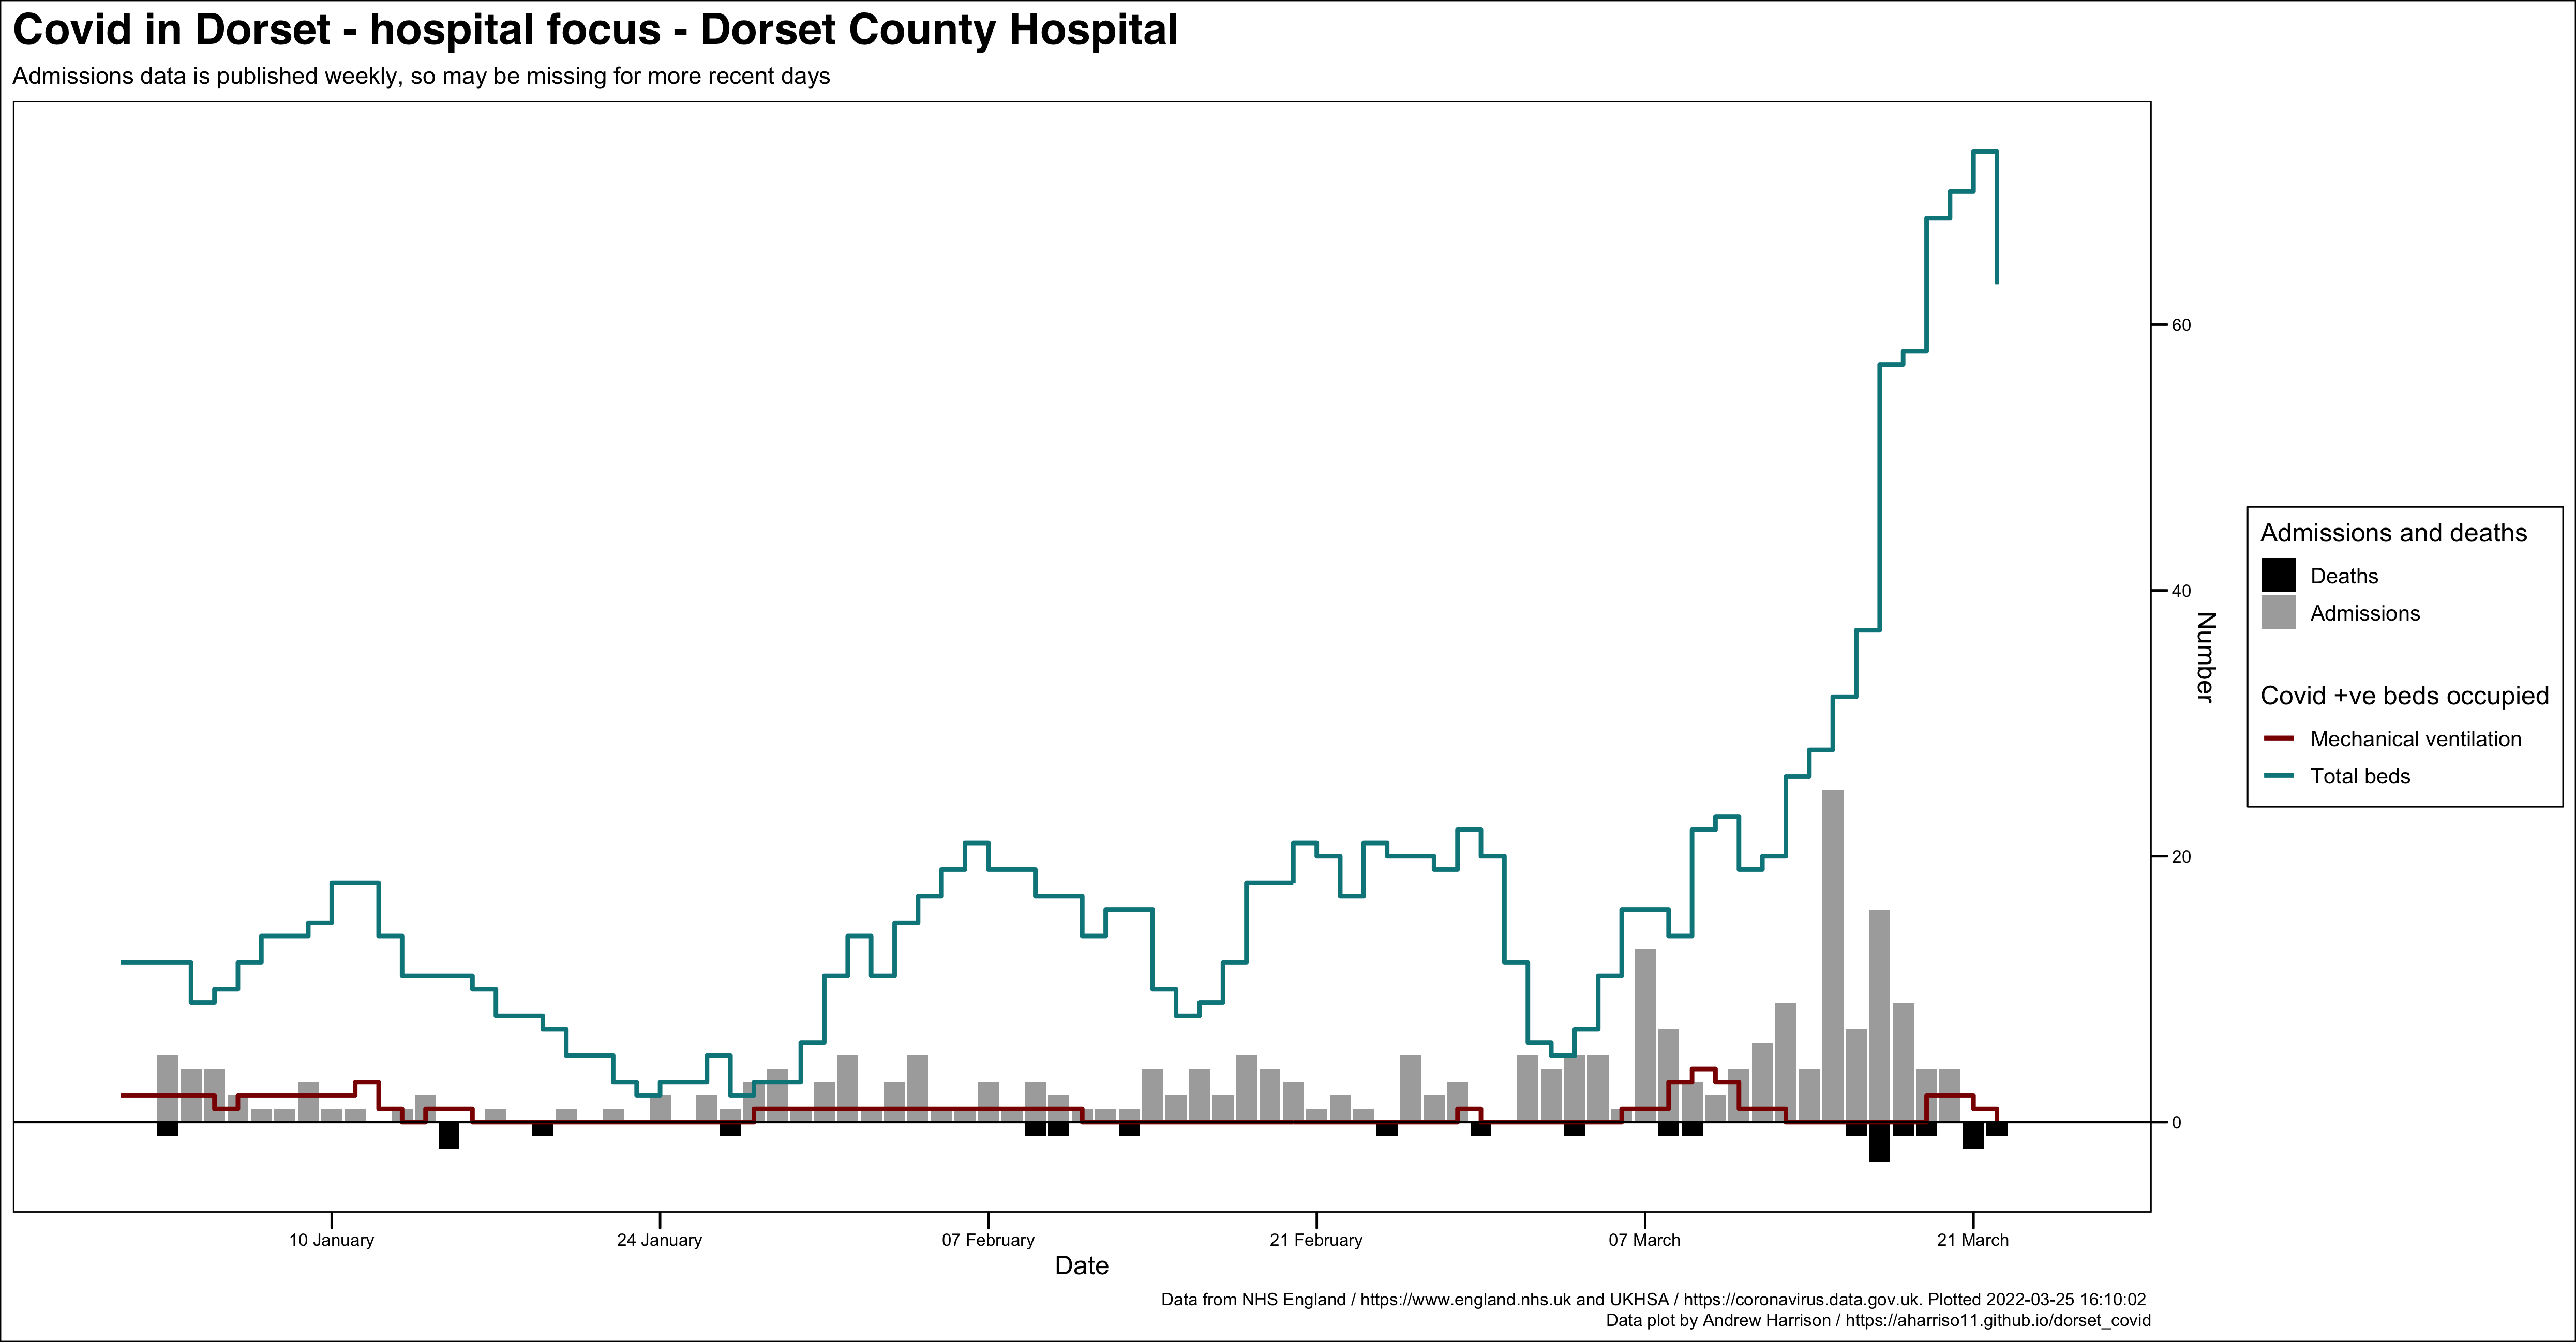 Covid in Dorset - hospital focus - Dorset County Hospital
Admissions data is published weekly, so may be missing for more recent days
60
40
20
0
Number
Admissions and deaths
Deaths
Admissions
Covid +ve beds occupied
Mechanical ventilation
Total beds
10 January
24 January
07 February
21 February
07 March
21 March
Date
Data from NHS England / https://www.england.nhs.uk and UKHSA / https://coronavirus.data.gov.uk. Plotted 2022-03-25 16:10:02
Data plot by Andrew Harrison / https://aharriso11.github.io/dorset_covid